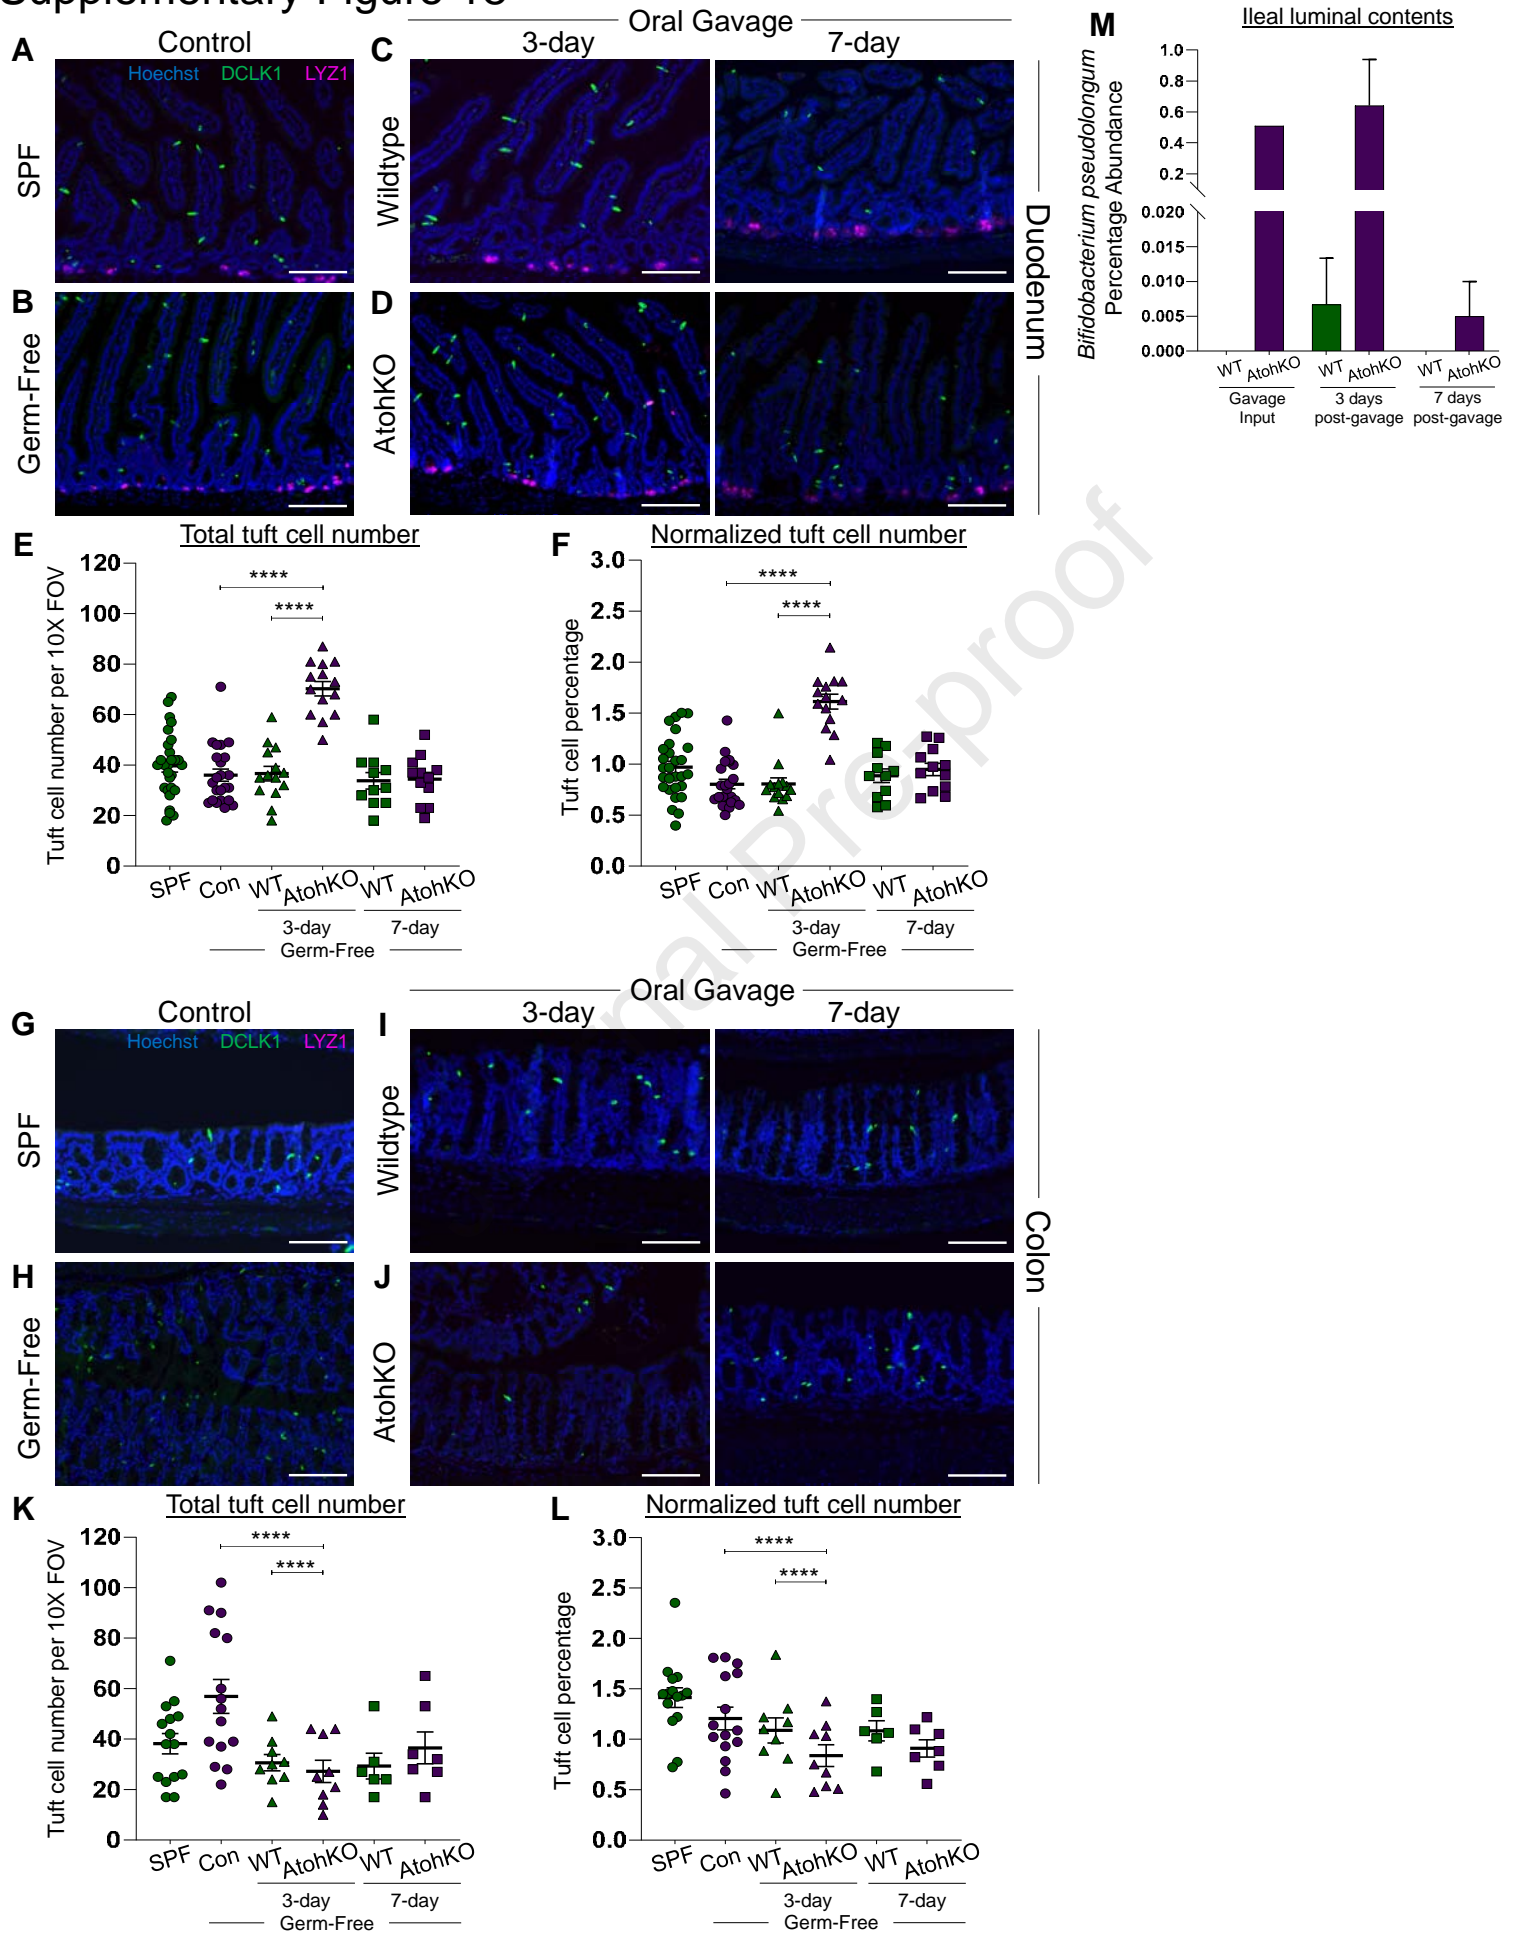 Oral Gavage
A
Control
C
3-day
7-day
Hoechst DCLK1 LYZ1
SPF
Wildtype
B
D
Germ-Free
AtohKO
Duodenum
M
Ileal luminal contents
Bifidobacterium pseudolongum
Percentage Abundance
1.0
0.8
0.6
0.4
0.2
0.020
0.015
0.010
0.005
0.000
WT AtohKO WT AtohKO WT AtohKO
Gavage Input
3 days post-gavage
7 days post-gavage
E
Total tuft cell number
Tuft cell number per 10X FOV
120
100
80
60
40
20
0
****
****
SPF Con WT AtohKO WT AtohKO
3-day 7-day
Germ-Free
F
Normalized tuft cell number
Tuft cell percentage
3.0
2.5
2.0
1.5
1.0
0.5
0.0
****
****
SPF Con WT AtohKO WT AtohKO
3-day 7-day
Germ-Free
nal Pre-proof
Oral Gavage
G
Control
I
3-day
7-day
Hoechst DCLK1 LYZ1
SPF
Wildtype
H
J
Germ-Free
AtohKO
Colon
K
Total tuft cell number
Tuft cell number per 10X FOV
120
100
80
60
40
20
0
****
****
SPF Con WT AtohKO WT AtohKO
3-day 7-day
Germ-Free
L
Normalized tuft cell number
Tuft cell percentage
3.0
2.5
2.0
1.5
1.0
0.5
0.0
****
****
SPF Con WT AtohKO WT AtohKO
3-day 7-day
Germ-Free